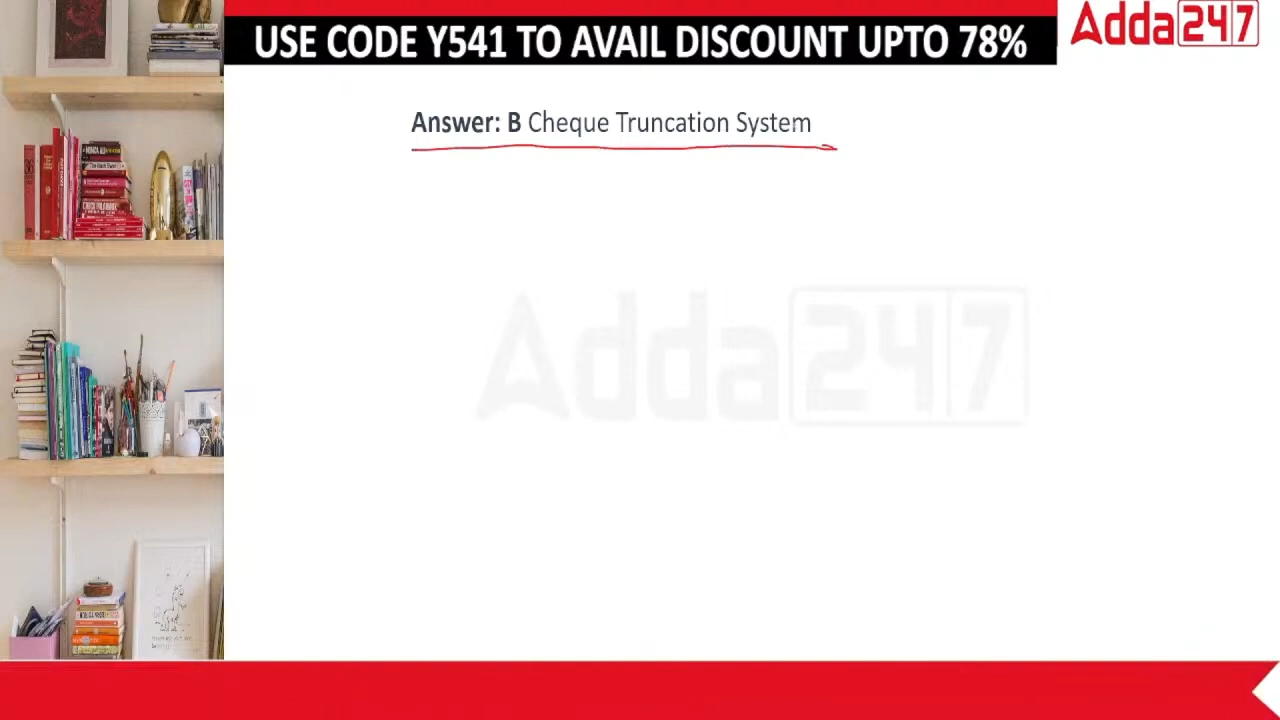 USE CODE Y541 TO AVAIL DISCOUNT UPTO 78%
Adda247
Answer: B Cheque Truncation System
Adda247